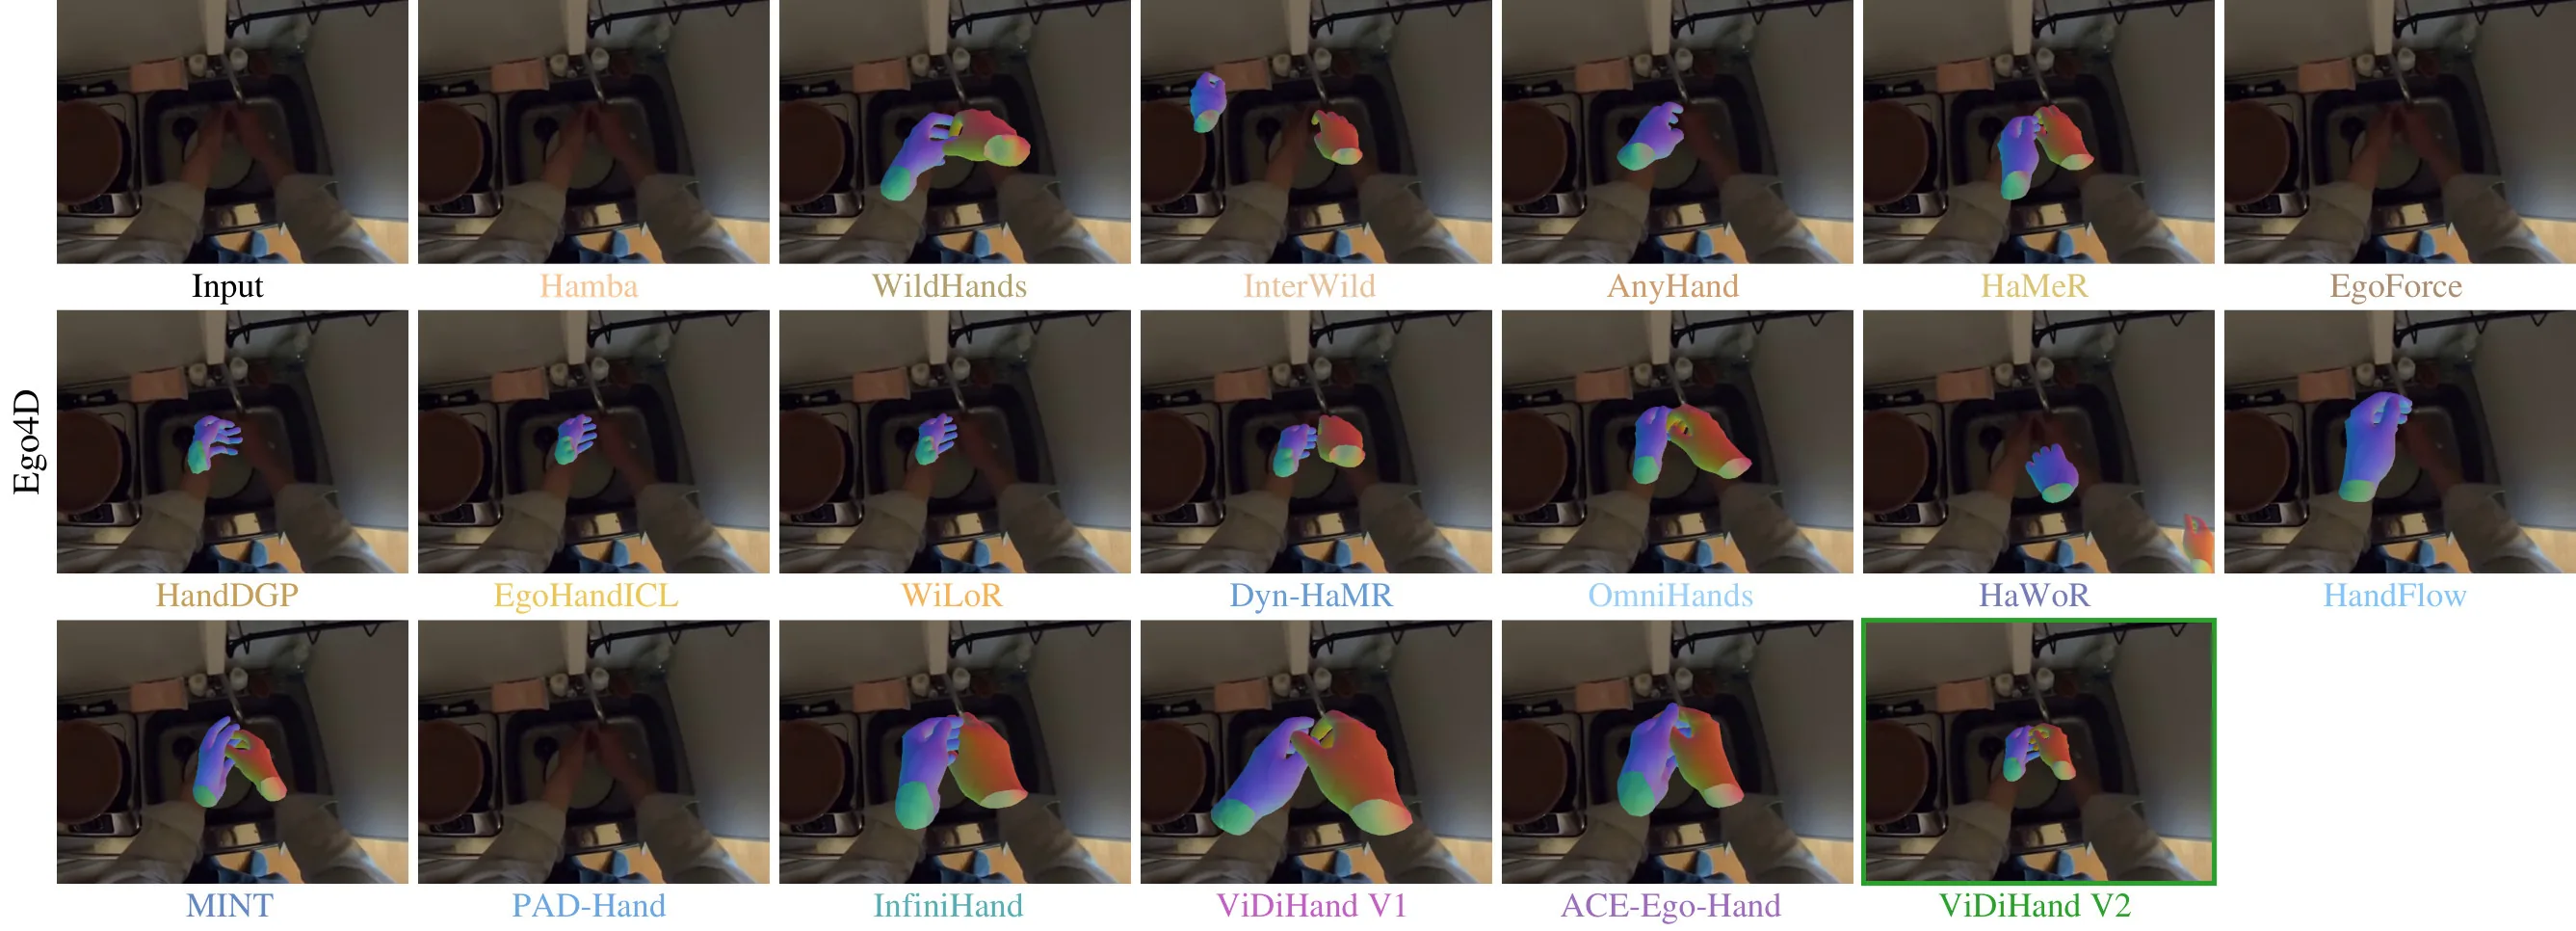 Input
Hamba
WildHands
InterWild
AnyHand
HaMeR
EgoForce
Ego4D
HandDGP
EgoHandICL
WiLoR
Dyn-HaMR
OmniHands
HaWoR
HandFlow
MINT
PAD-Hand
InfiniHand
ViDiHand V1
ACE-Ego-Hand
ViDiHand V2